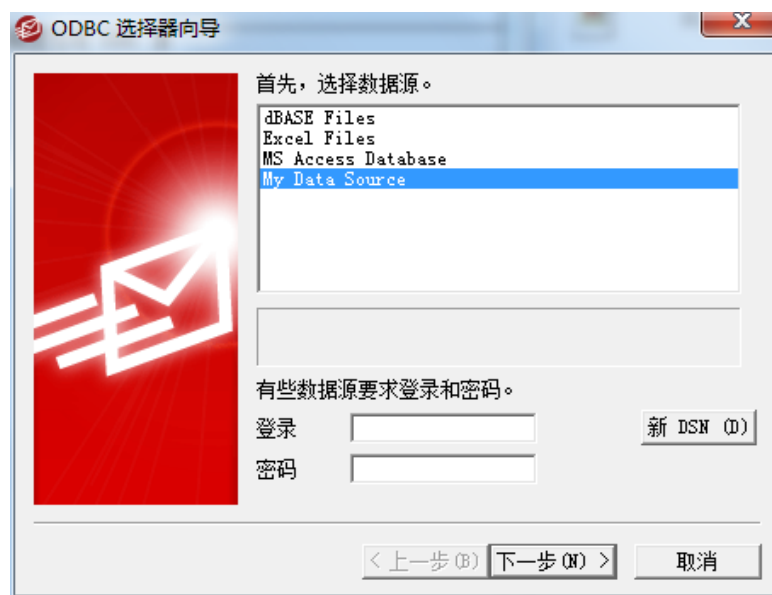 ODBC 选择器向导
首先，选择数据源。
dBASE Files
Excel Files
MS Access Database
My Data Source
有些数据源要求登录和密码。
登录
新 DSN (D)
密码
< 上一步(B)
下一步(N) >
取消